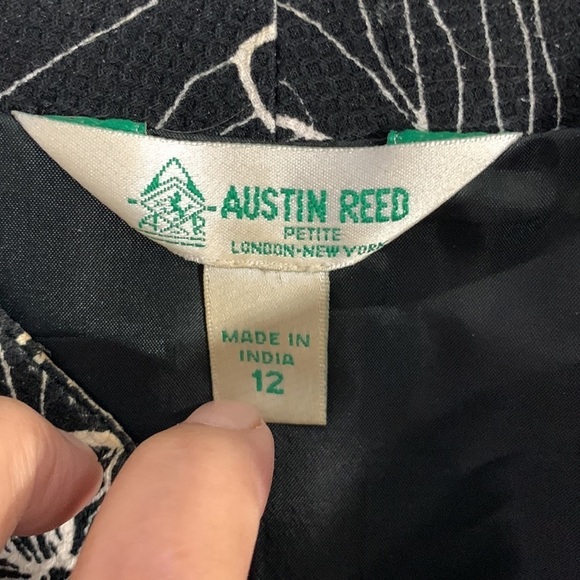 AUSTIN REED
PETITE
LONDON-NEW YORK
MADE IN
INDIA
12